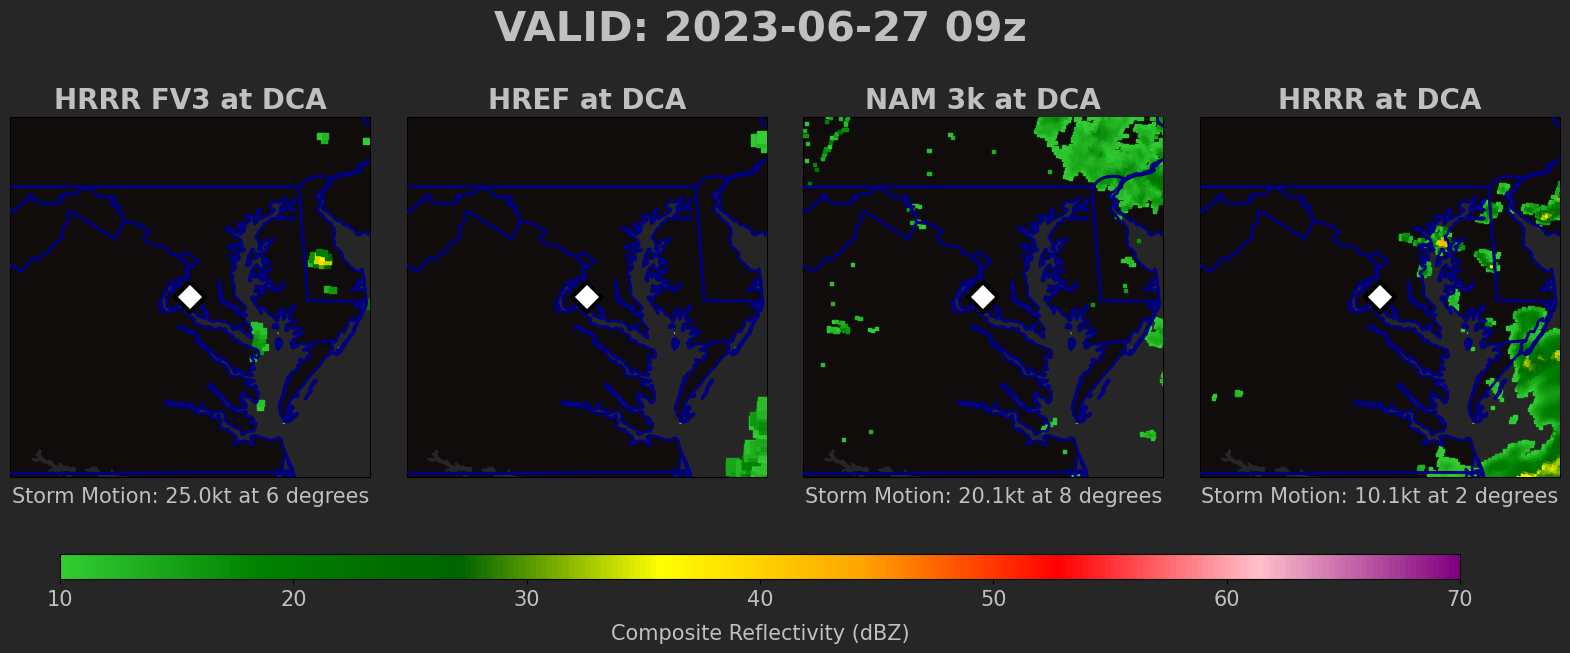 VALID: 2023-06-27 09z
HRRR FV3 at DCA
HREF at DCA
NAM 3k at DCA
HRRR at DCA
Storm Motion: 25.0kt at 6 degrees
Storm Motion: 20.1kt at 8 degrees
Storm Motion: 10.1kt at 2 degrees
10 20 30 40 50 60 70
Composite Reflectivity (dBZ)